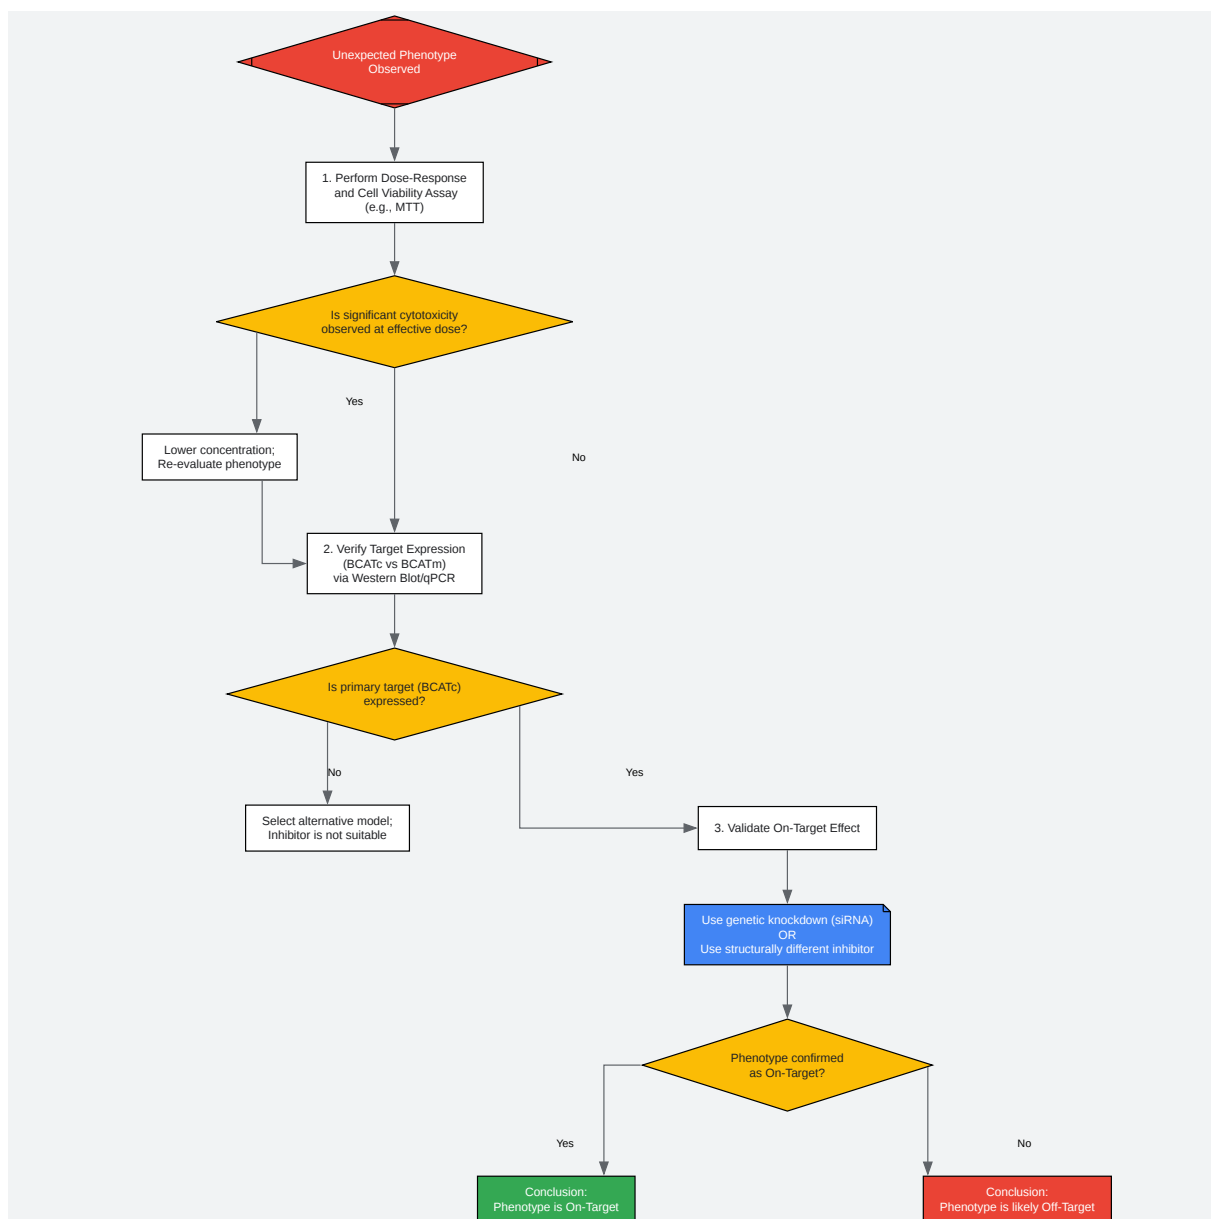 Unexpected Phenotype
Observed
1. Perform Dose-Response
and Cell Viability Assay
(e.g., MTT)
Is significant cytotoxicity
observed at effective dose?
Yes
Lower concentration;
Re-evaluate phenotype
No
2. Verify Target Expression
(BCATc vs BCATm)
via Western Blot/qPCR
Is primary target (BCATc)
expressed?
No
Yes
Select alternative model;
Inhibitor is not suitable
3. Validate On-Target Effect
Use genetic knockdown (siRNA)
OR
Use structurally different inhibitor
Phenotype confirmed
as On-Target?
Yes
No
Conclusion:
Phenotype is On-Target
Conclusion:
Phenotype is likely Off-Target